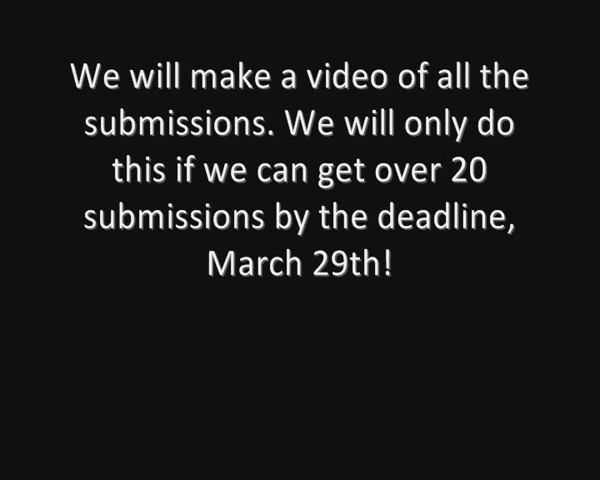 We will make a video of all the
submissions. We will only do
this if we can get over 20
submissions by the deadline,
March 29th!